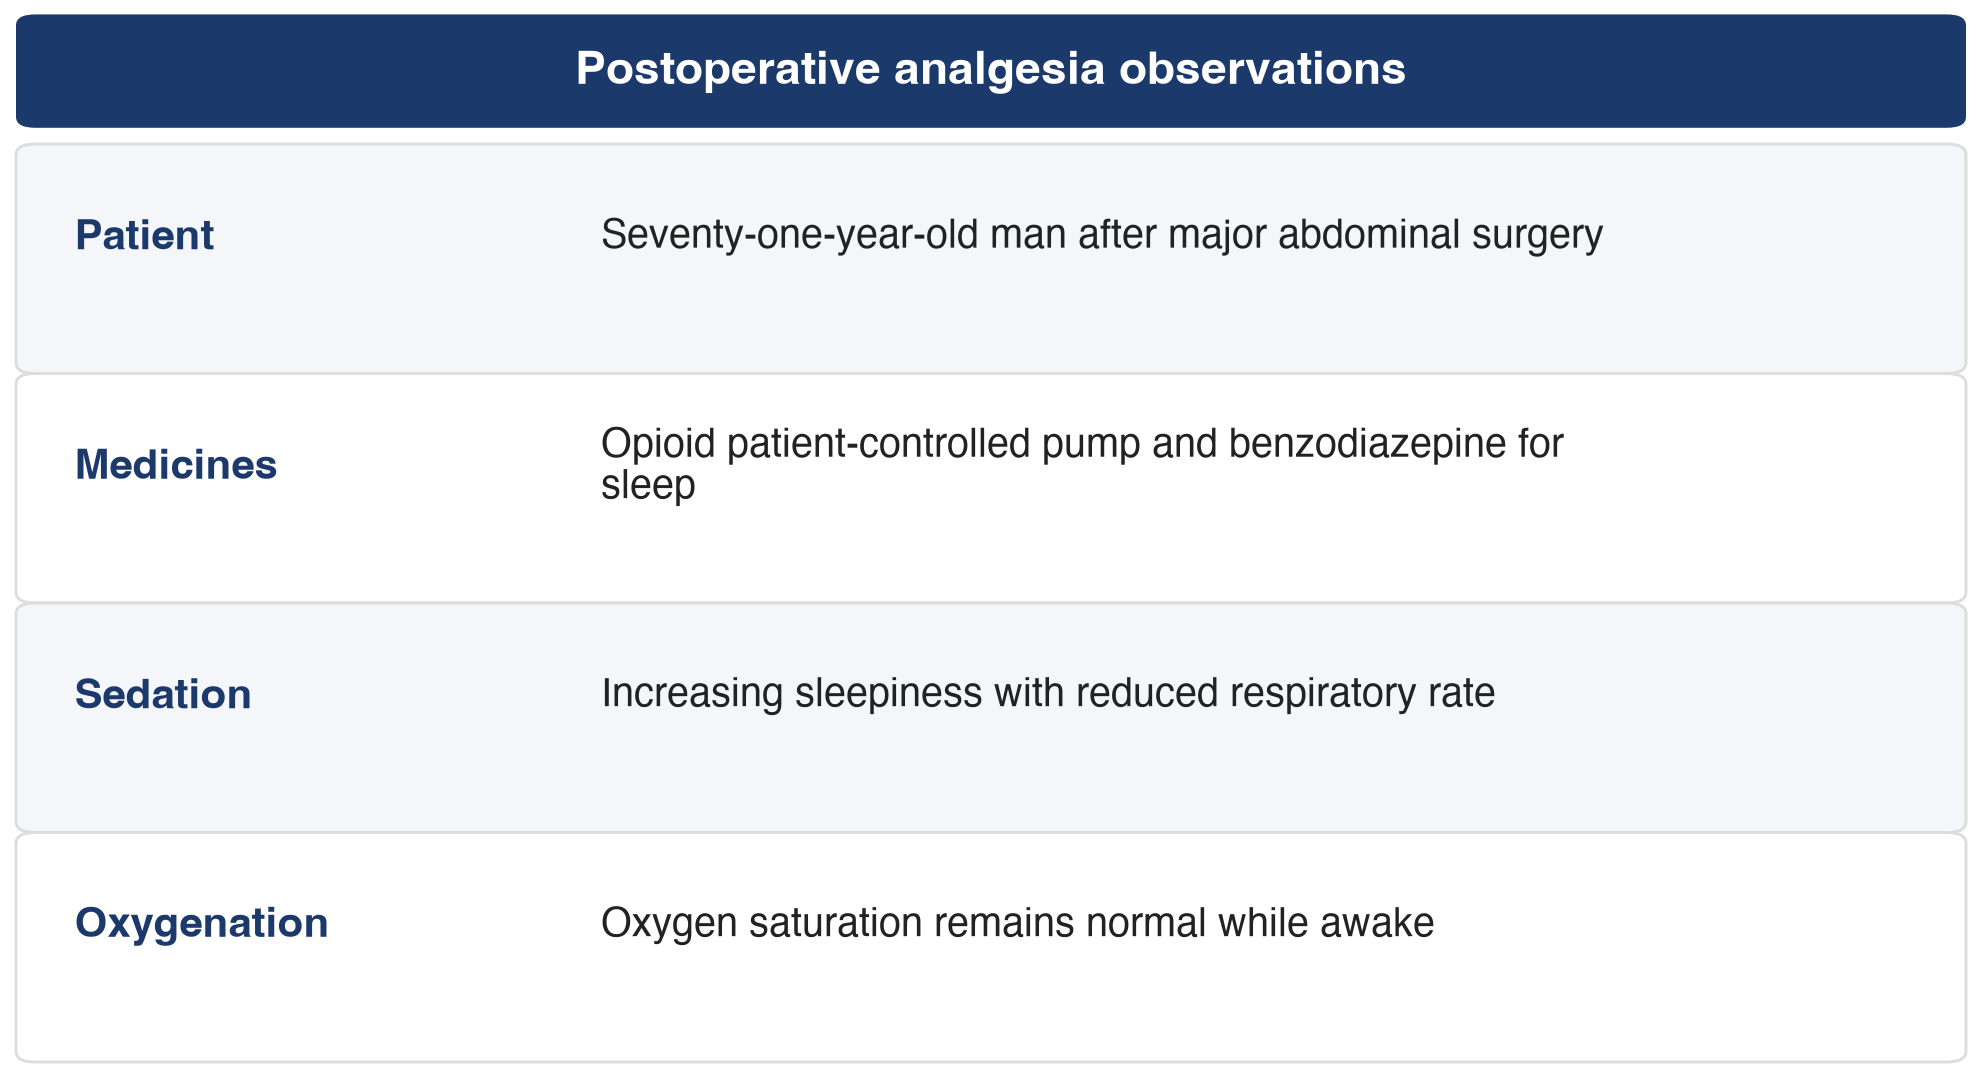 Postoperative analgesia observations
Patient
Seventy-one-year-old man after major abdominal surgery
Medicines
Opioid patient-controlled pump and benzodiazepine for
sleep
Sedation
Increasing sleepiness with reduced respiratory rate
Oxygenation
Oxygen saturation remains normal while awake